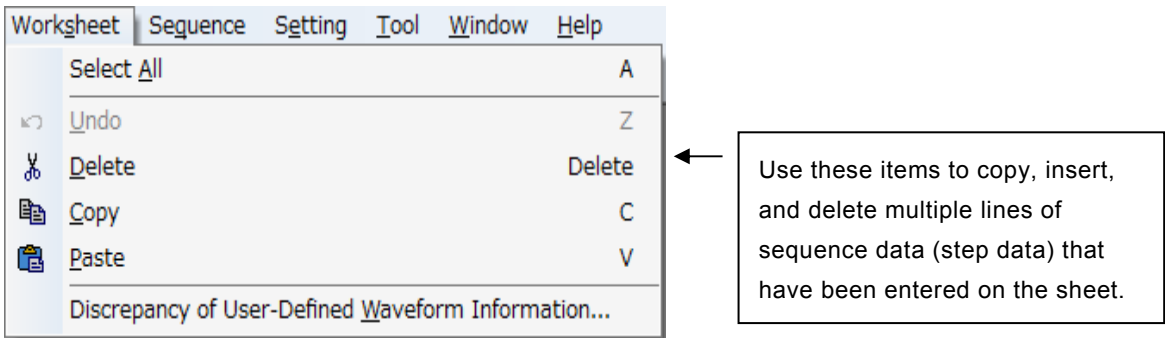 Worksheet Sequence Setting Tool Window Help
Select All A
Undo Z
Delete Delete
Copy C
Paste V
Discrepancy of User-Defined Waveform Information...
Use these items to copy, insert,
and delete multiple lines of
sequence data (step data) that
have been entered on the sheet.